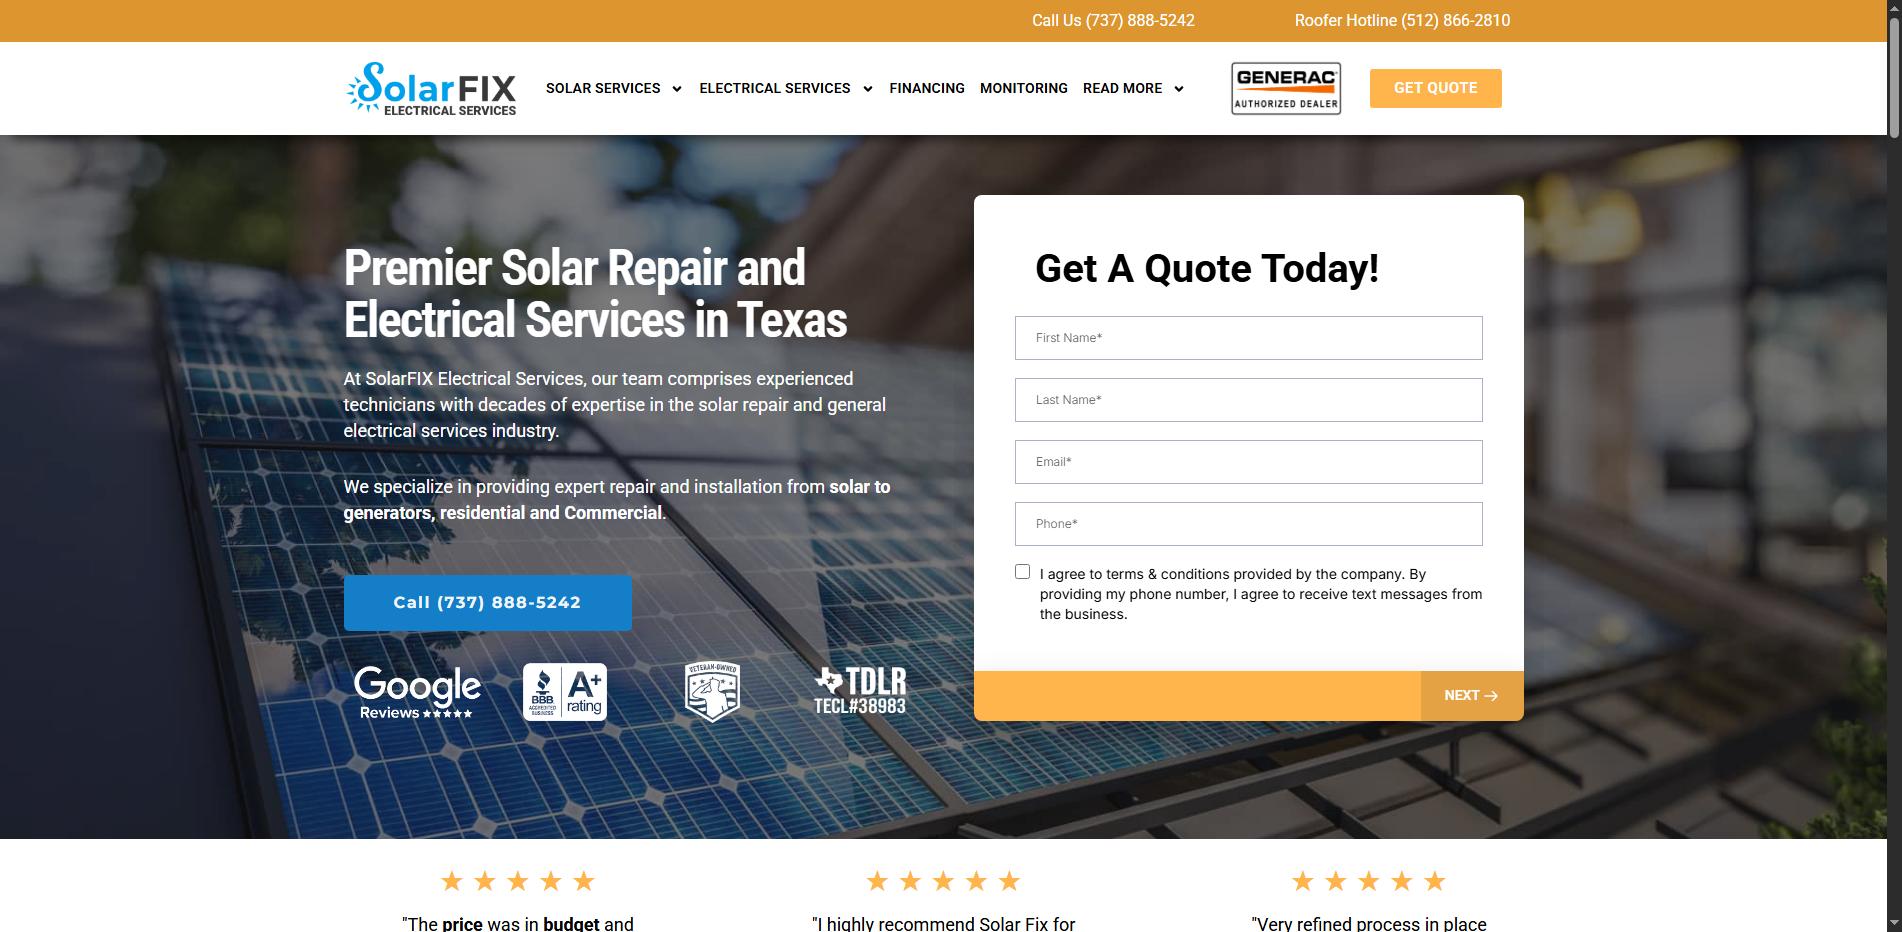 Call Us (737) 888-5242
Roofer Hotline (512) 866-2810
SolarFIX
ELECTRICAL SERVICES
SOLAR SERVICES
ELECTRICAL SERVICES
FINANCING
MONITORING
READ MORE
GENERAC
AUTHORIZED DEALER
GET QUOTE
Premier Solar Repair and
Electrical Services in Texas
At SolarFIX Electrical Services, our team comprises experienced
technicians with decades of expertise in the solar repair and general
electrical services industry.
We specialize in providing expert repair and installation from solar to
generators, residential and Commercial.
Call (737) 888-5242
Google
Reviews
BBB
ACCREDITED
BUSINESS
A+
rating
VETERAN-OWNED
TDLR
TECL#38983
Get A Quote Today!
First Name*
Last Name*
Email*
Phone*
I agree to terms & conditions provided by the company. By
providing my phone number, I agree to receive text messages from
the business.
NEXT
"The price was in budget and
"I highly recommend Solar Fix for
"Very refined process in place